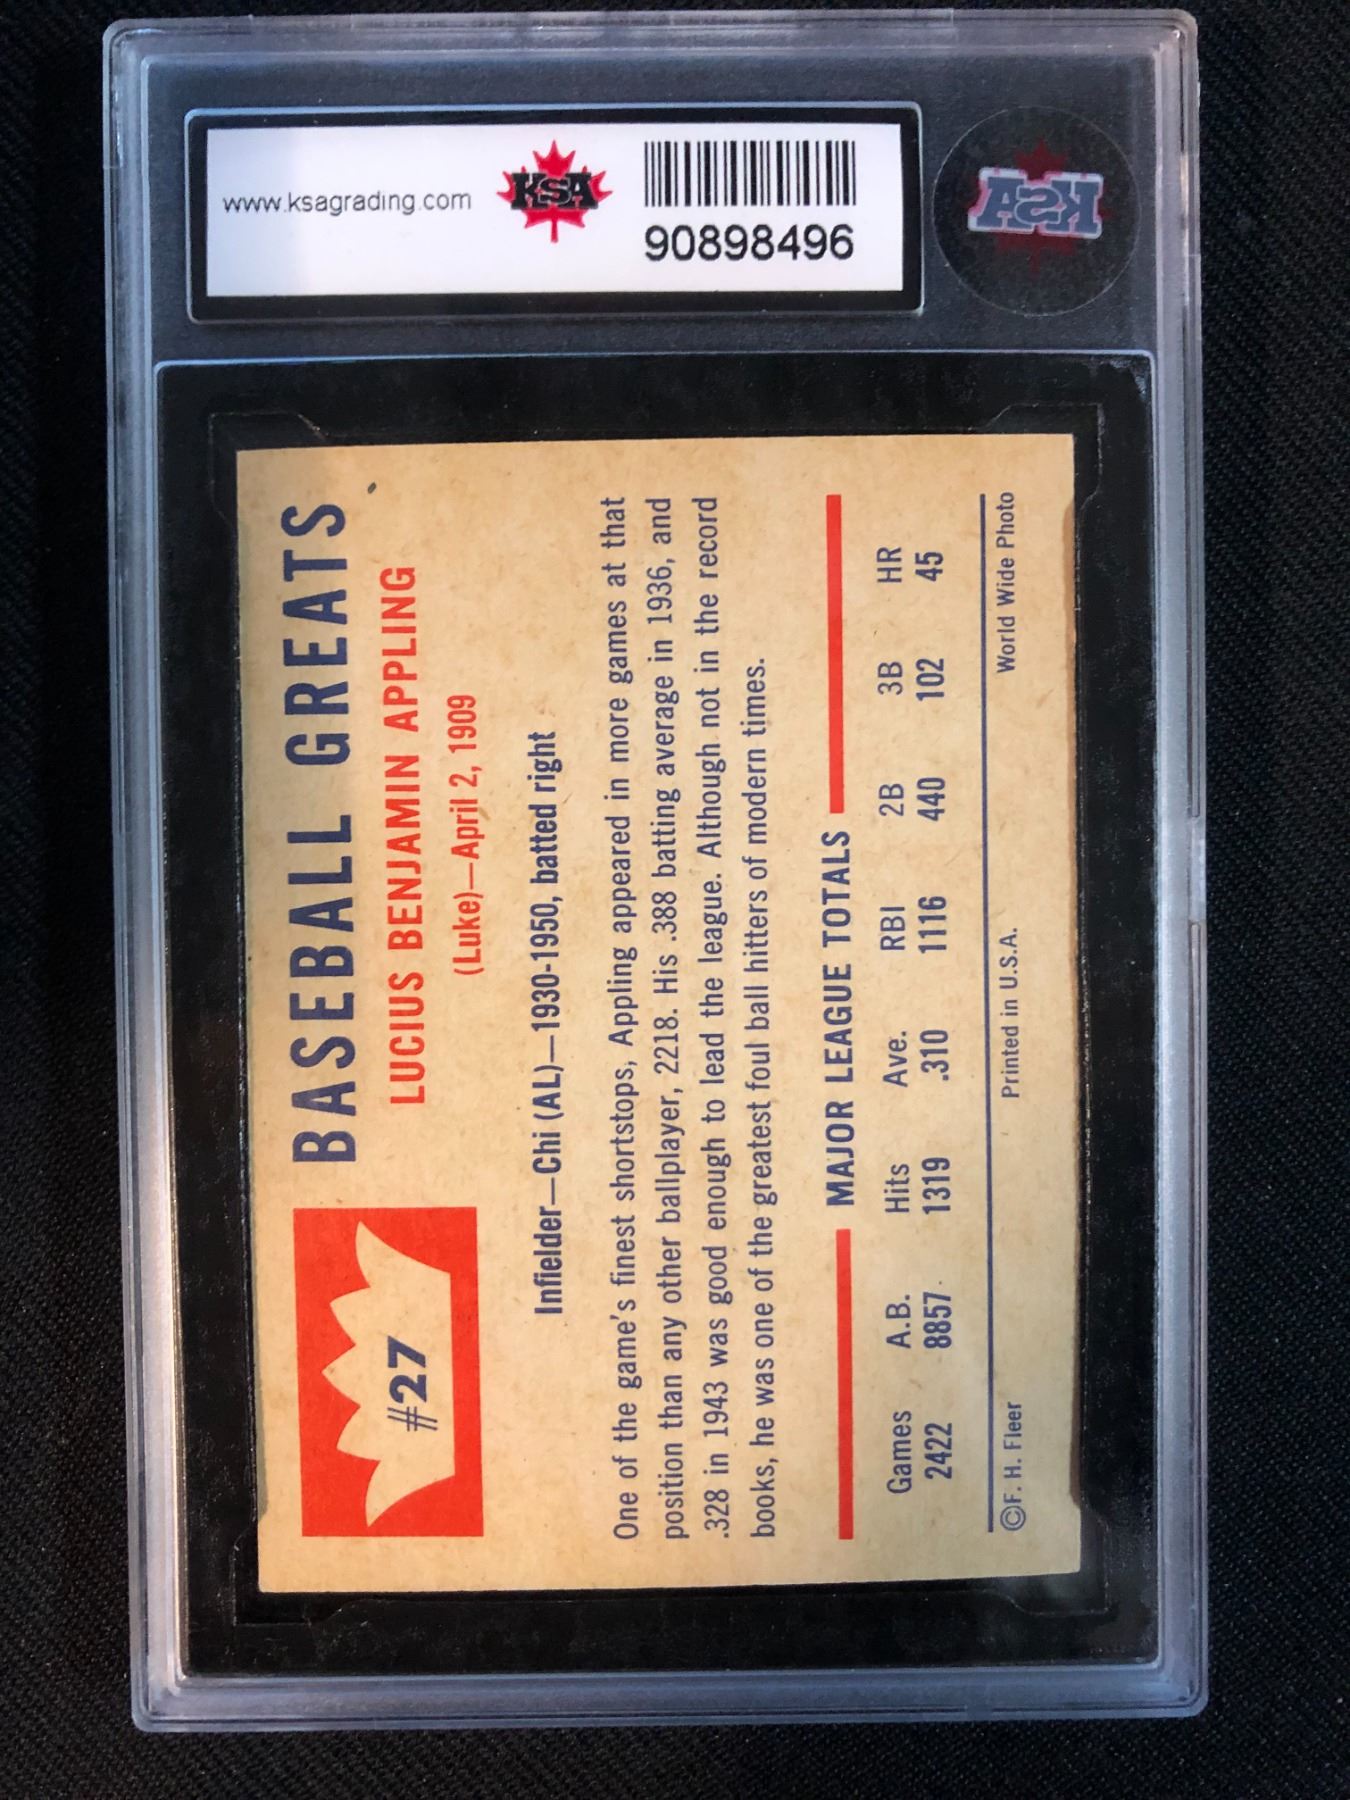 www.ksagrading.com
KSA
90898496
KSA
#27
BASEBALL GREATS
LUCIUS BENJAMIN APPLING
(Luke)—April 2, 1909
Infielder—Chi (AL)—1930-1950, batted right
One of the game's finest shortstops, Appling appeared in more games at that
position than any other ballplayer, 2218. His .388 batting average in 1936, and
.328 in 1943 was good enough to lead the league. Although not in the record
books, he was one of the greatest foul ball hitters of modern times.
MAJOR LEAGUE TOTALS
Games A.B. Hits Ave. RBI 2B 3B HR
2422 8857 1319 .310 1116 440 102 45
©F. H. Fleer Printed in U.S.A. World Wide Photo